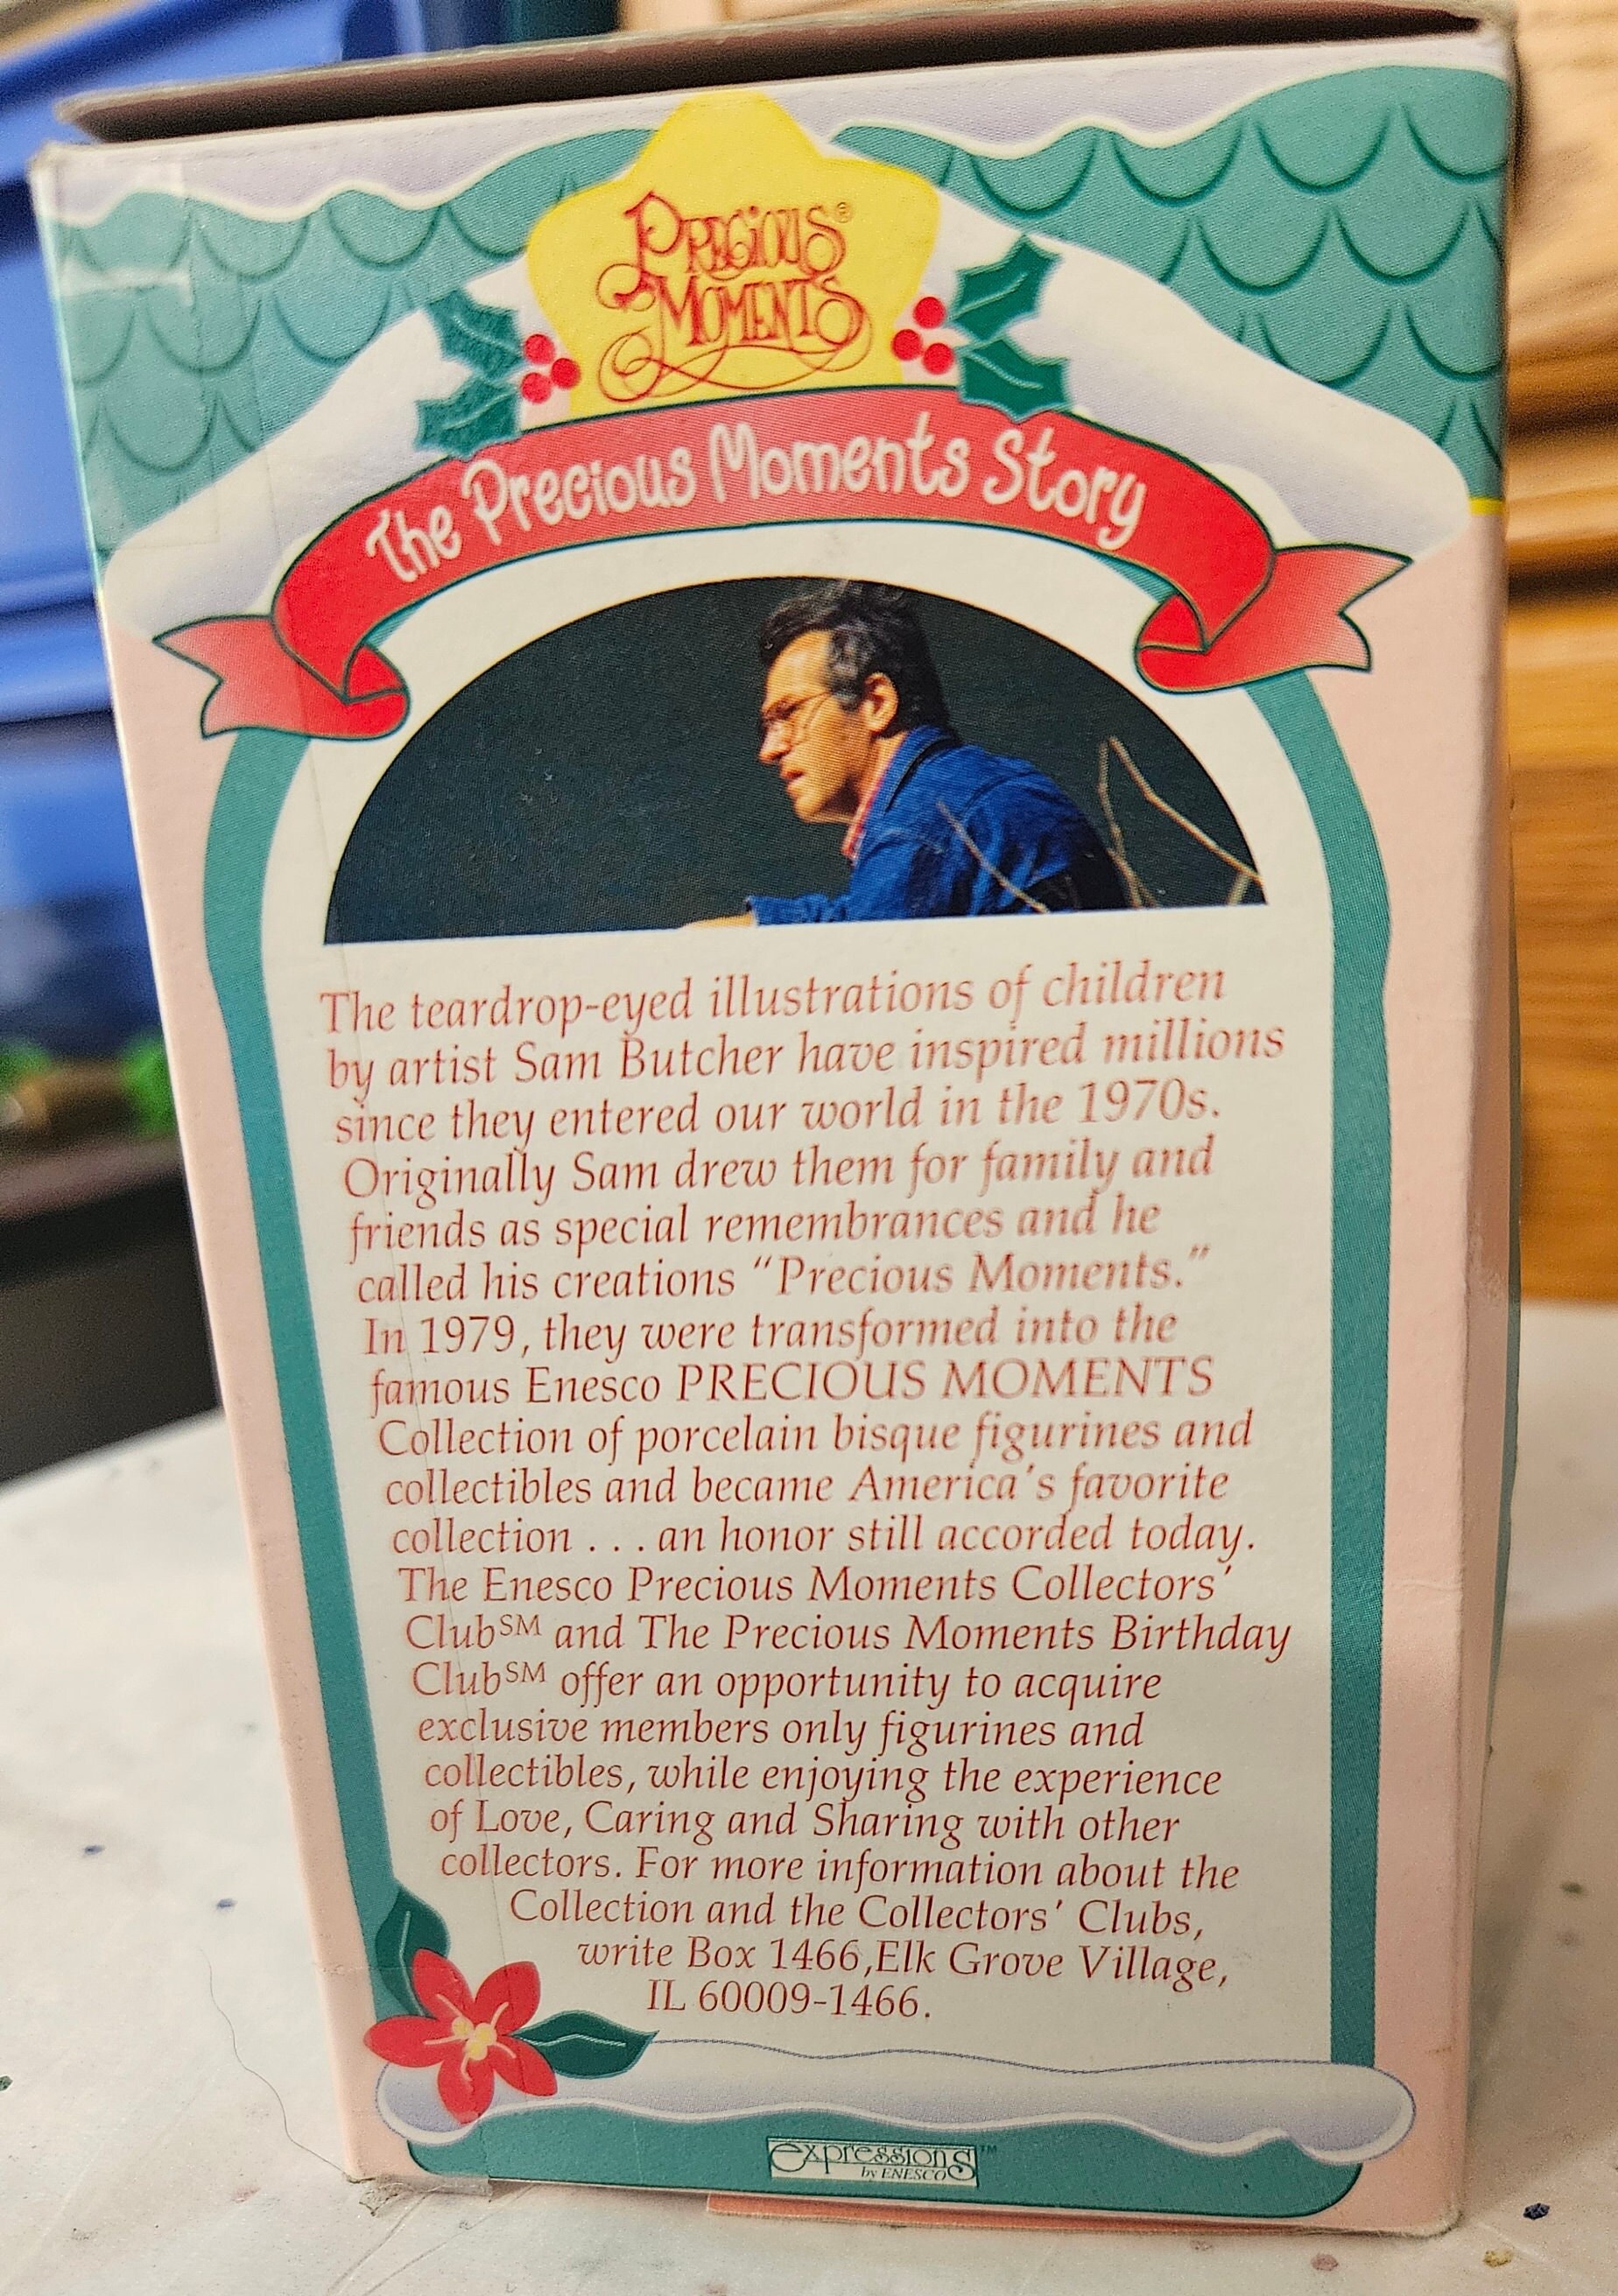 PRECIOUS®
MOMENTS
The Precious Moments Story
The teardrop-eyed illustrations of children
by artist Sam Butcher have inspired millions
since they entered our world in the 1970s.
Originally Sam drew them for family and
friends as special remembrances and he
called his creations “Precious Moments.”
In 1979, they were transformed into the
famous Enesco PRECIOUS MOMENTS
Collection of porcelain bisque figurines and
collectibles and became America's favorite
collection . . . an honor still accorded today.
The Enesco Precious Moments Collectors'
Club℠ and The Precious Moments Birthday
Club℠ offer an opportunity to acquire
exclusive members only figurines and
collectibles, while enjoying the experience
of Love, Caring and Sharing with other
collectors. For more information about the
Collection and the Collectors' Clubs,
write Box 1466,Elk Grove Village,
IL 60009-1466.
expressions™
by ENESCO